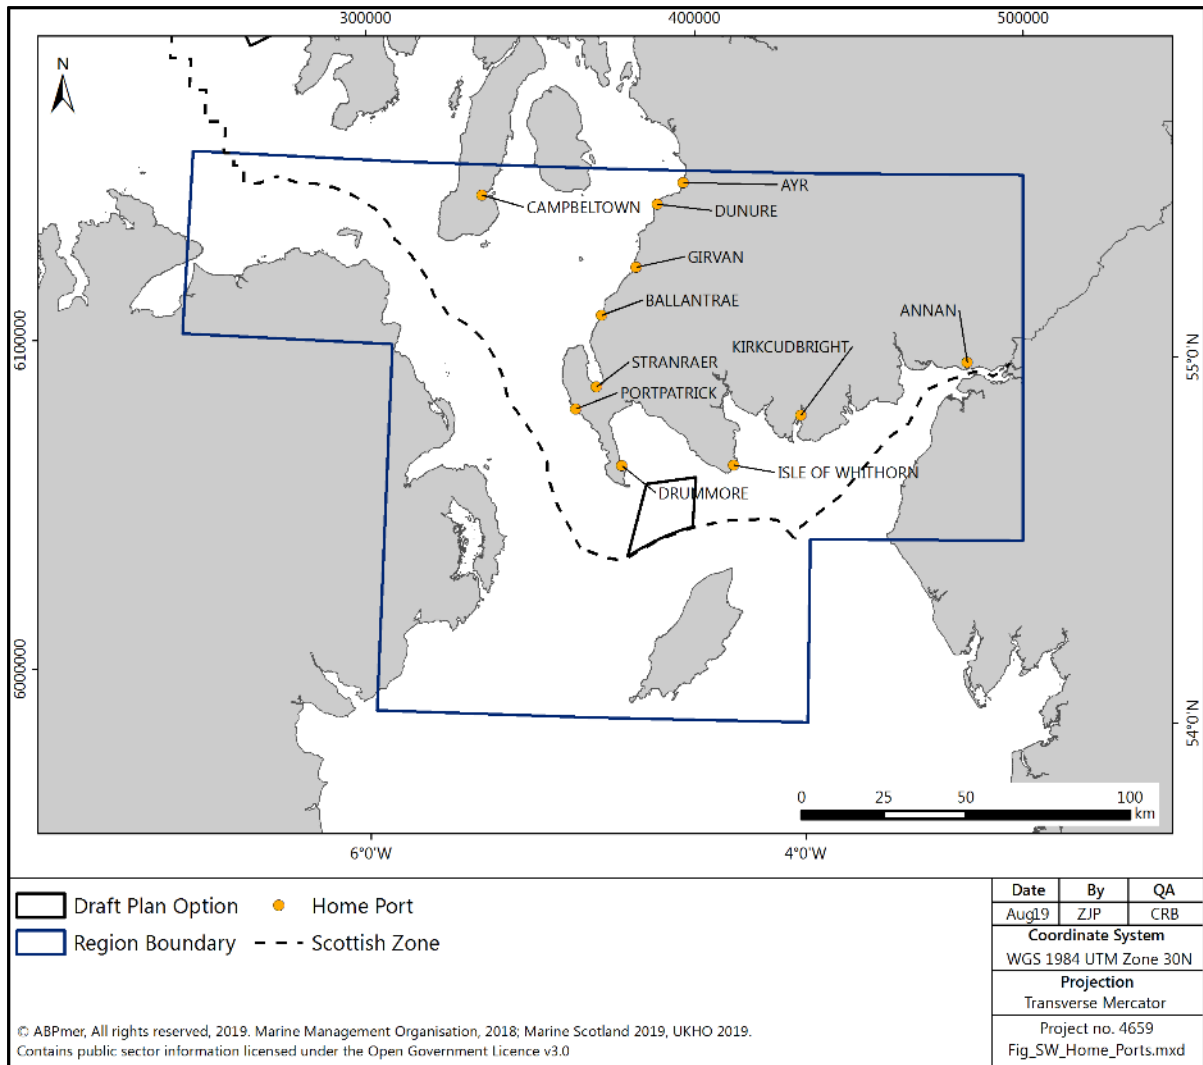 300000 400000 500000
N
AYR
CAMPBELTOWN
DUNURE
GIRVAN
BALLANTRAE
ANNAN
KIRKCUDBRIGHT
6100000
55°0'N
STRANRAER
PORTPATRICK
ISLE OF WHITHORN
DRUMMORE
6000000
54°0'N
0 25 50 100
km
6°0'W 4°0'W
Draft Plan Option Home Port
Region Boundary Scottish Zone
Date By QA
Aug19 ZJP CRB
Coordinate System
WGS 1984 UTM Zone 30N
Projection
Transverse Mercator
Project no. 4659
Fig_SW_Home_Ports.mxd
© ABPmer, All rights reserved, 2019. Marine Management Organisation, 2018; Marine Scotland 2019, UKHO 2019.
Contains public sector information licensed under the Open Government Licence v3.0